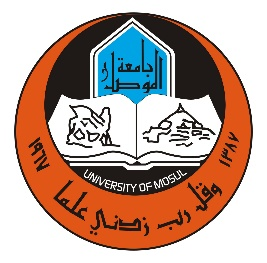 جامعة
الموصل
UNIVERSITY OF MOSUL
١٩٦٧
١٣٨٧
وقل رب زدني علما